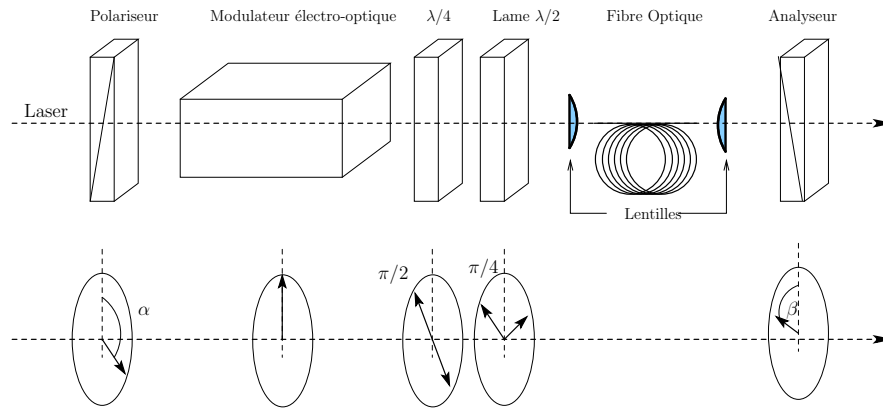 Polariseur
Modulateur électro-optique
λ/4
Lame λ/2
Fibre Optique
Analyseur
Laser
Lentilles
α
π/2
π/4
β